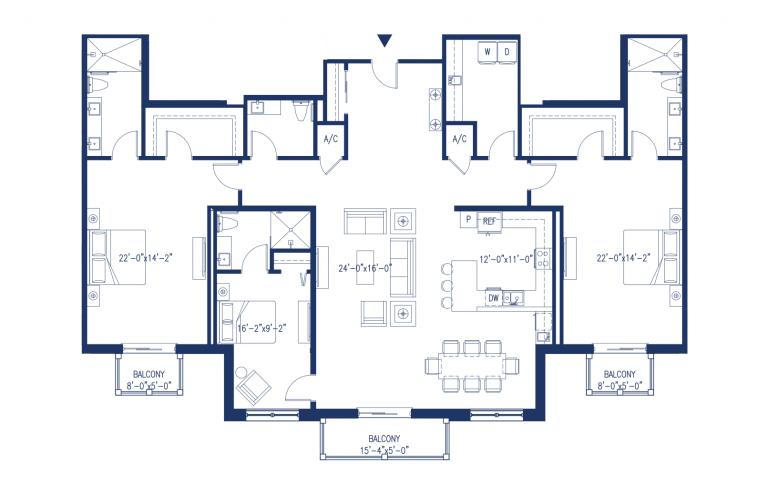 W D
A/C
A/C
P REF
22'-0"x14'-2"
24'-0"x16'-0"
12'-0"x11'-0"
22'-0"x14'-2"
DW
16'-2"x9'-2"
BALCONY
8'-0"x5'-0"
BALCONY
8'-0"x5'-0"
BALCONY
15'-4"x5'-0"